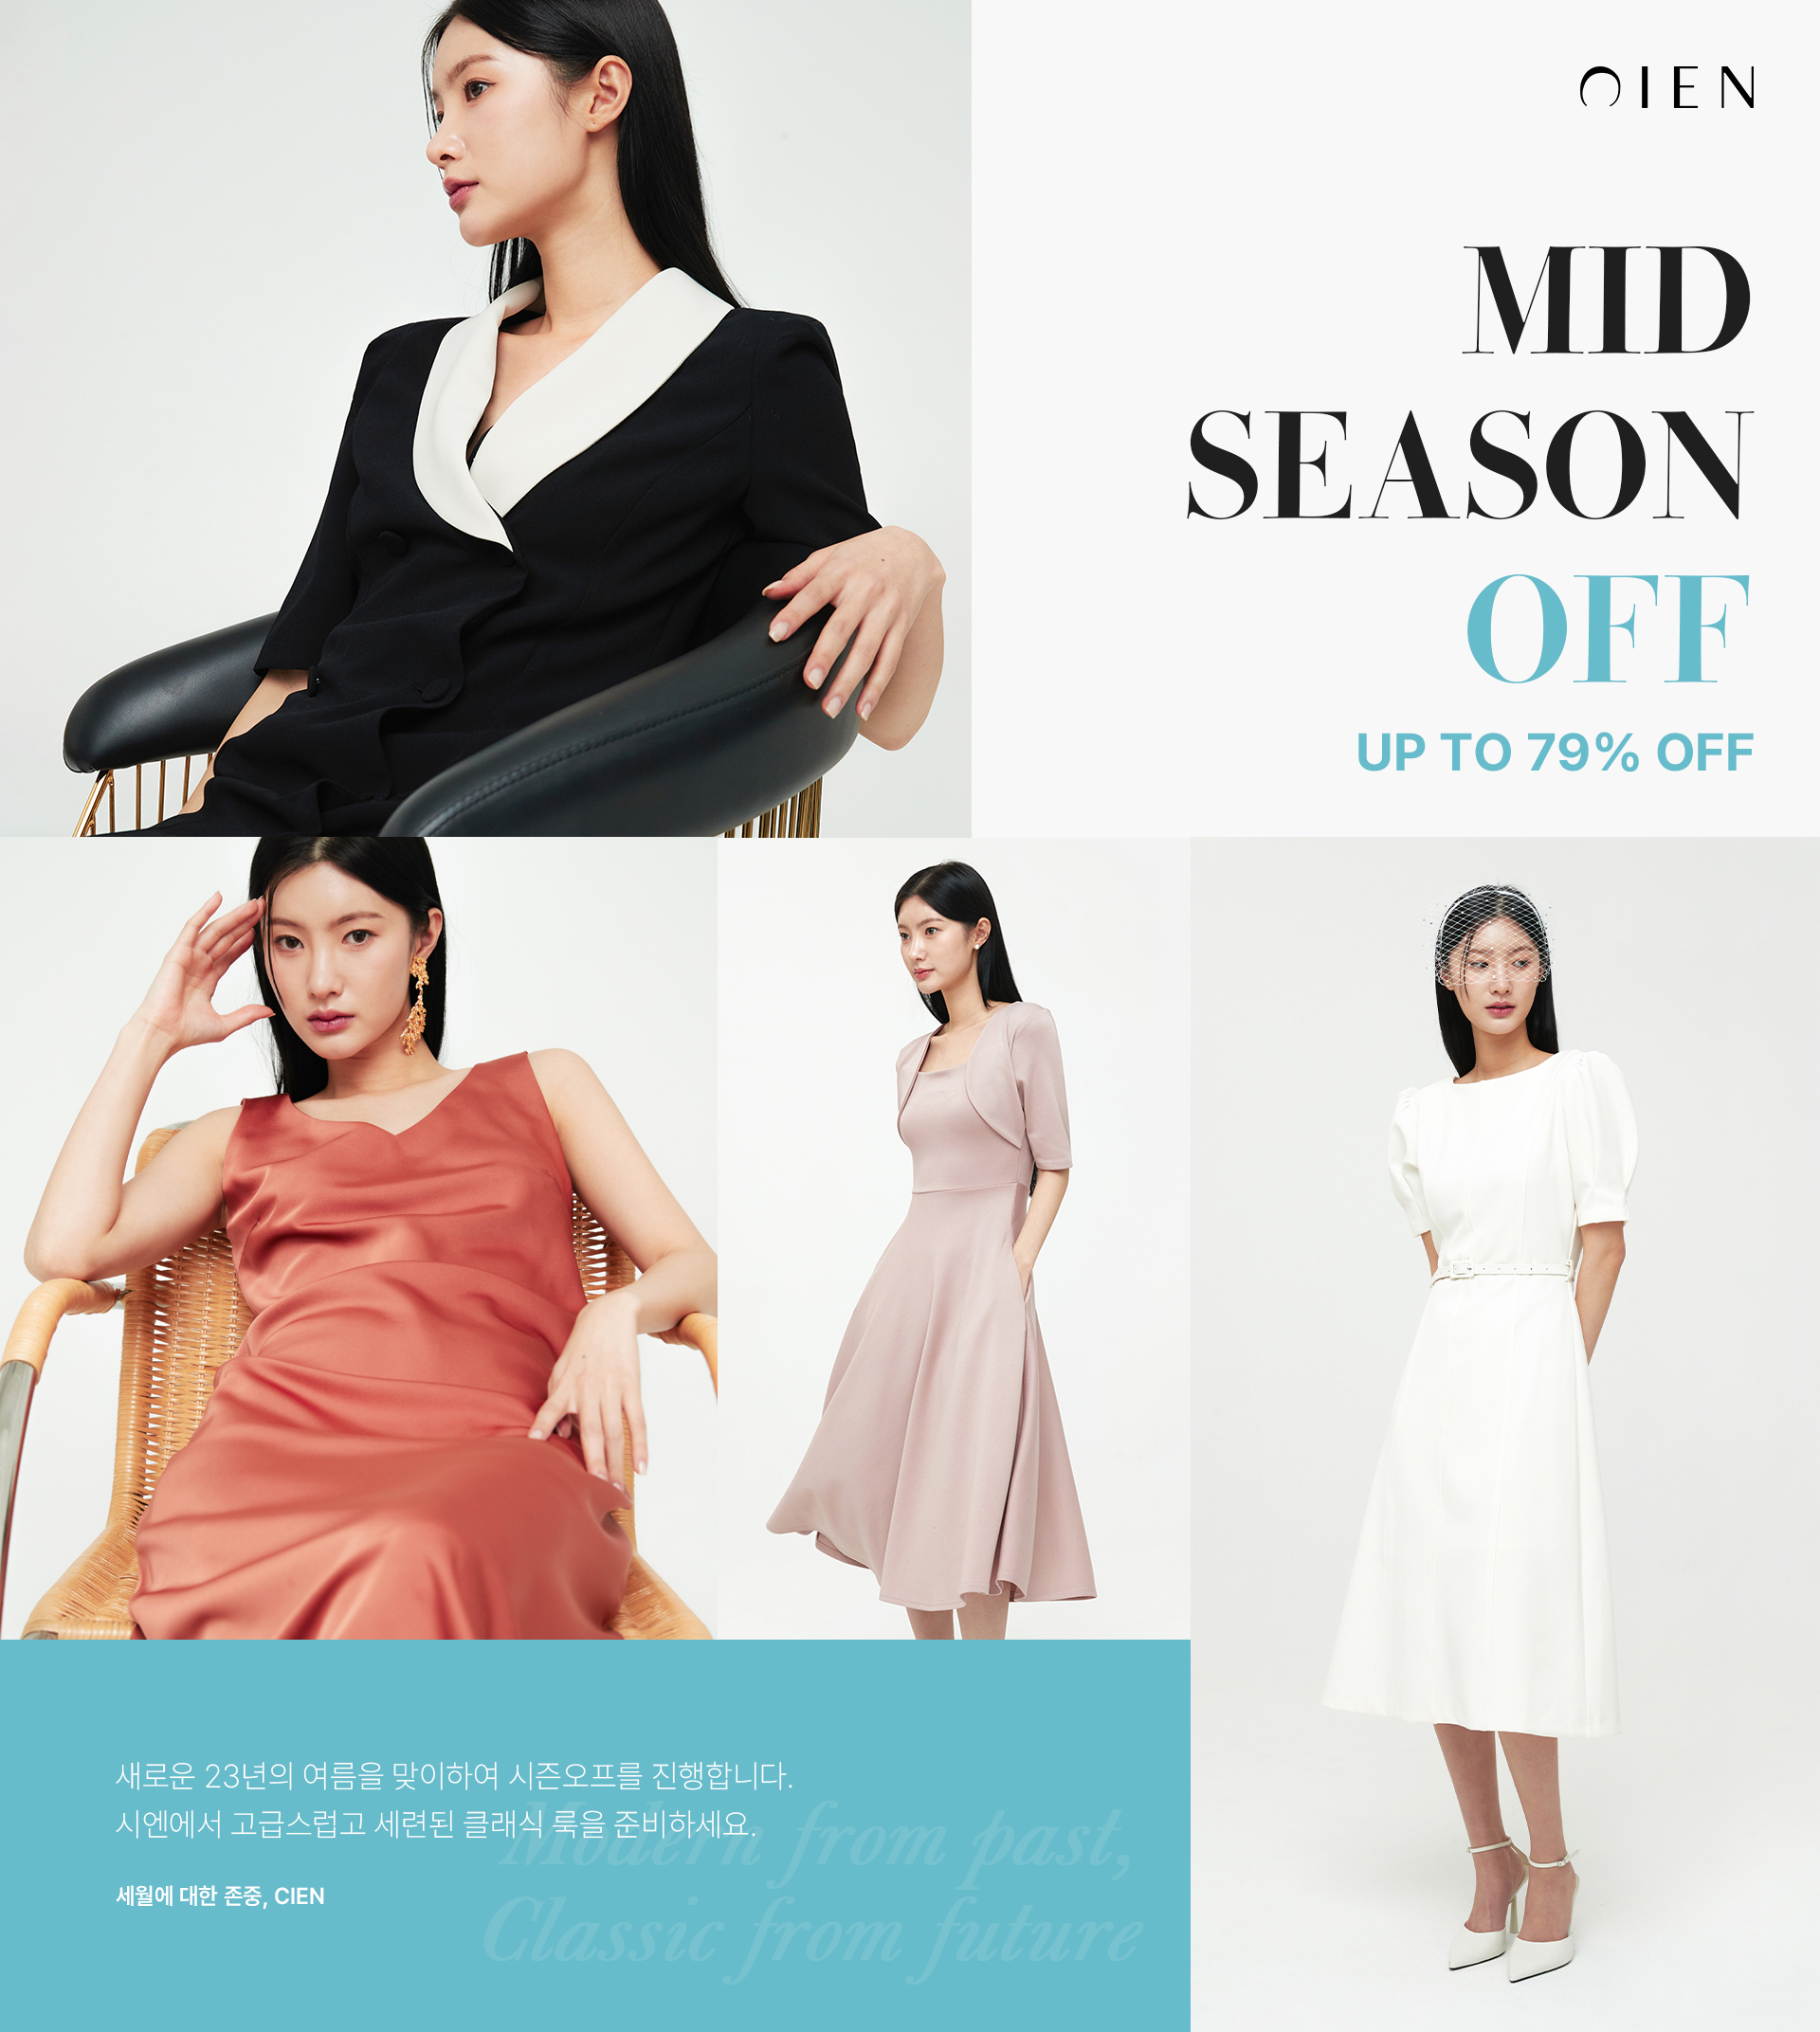 CIEN
MID
SEASON
OFF
UP TO 79% OFF
새로운 23년의 여름을 맞이하여 시즌오프를 진행합니다.
시엔에서 고급스럽고 세련된 클래식 룩을 준비하세요.
세월에 대한 존중, CIEN
Modern from past,
Classic from future